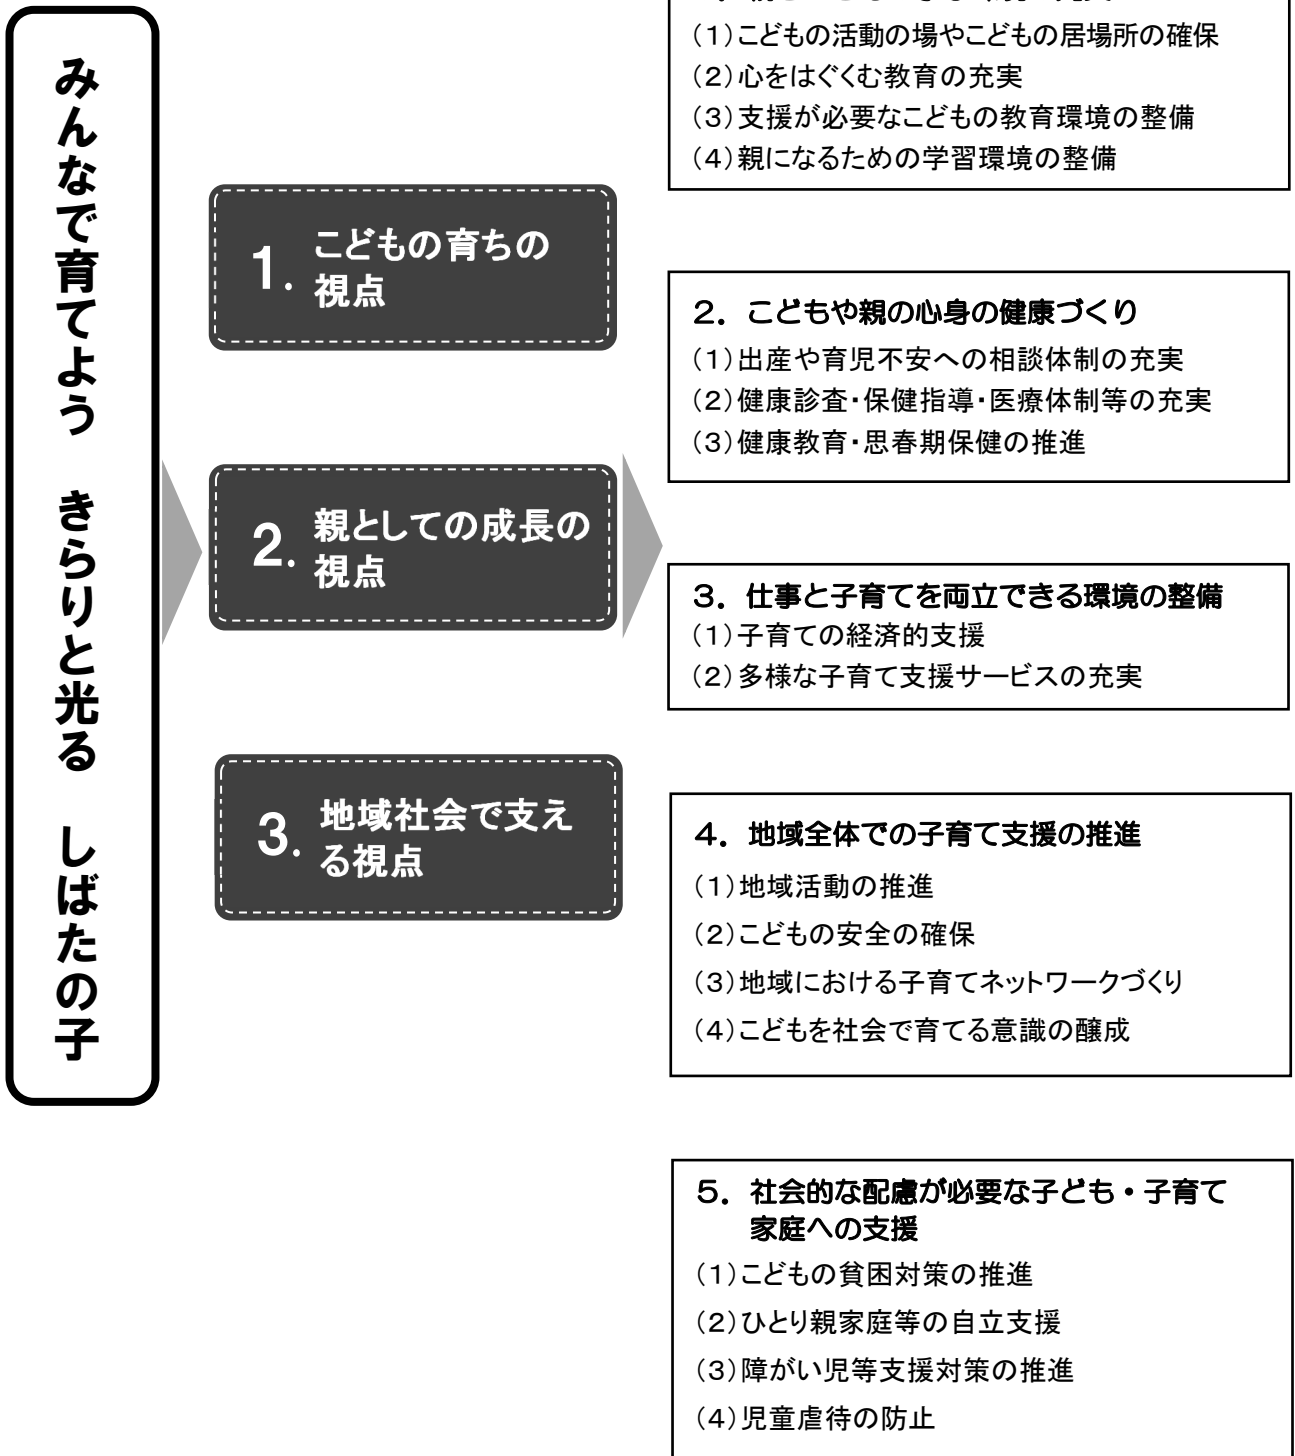 みんなで育てよう　きらりと光る　しばたの子
1. こどもの育ちの
視点
2. 親としての成長の
視点
3. 地域社会で支え
る視点
（1）こどもの活動の場やこどもの居場所の確保
（2）心をはぐくむ教育の充実
（3）支援が必要なこどもの教育環境の整備
（4）親になるための学習環境の整備
２．こどもや親の心身の健康づくり
（1）出産や育児不安への相談体制の充実
（2）健康診査・保健指導・医療体制等の充実
（3）健康教育・思春期保健の推進
３．仕事と子育てを両立できる環境の整備
（1）子育ての経済的支援
（2）多様な子育て支援サービスの充実
４．地域全体での子育て支援の推進
（1）地域活動の推進
（2）こどもの安全の確保
（3）地域における子育てネットワークづくり
（4）こどもを社会で育てる意識の醸成
５．社会的な配慮が必要な子ども・子育て
家庭への支援
（1）こどもの貧困対策の推進
（2）ひとり親家庭等の自立支援
（3）障がい児等支援対策の推進
（4）児童虐待の防止